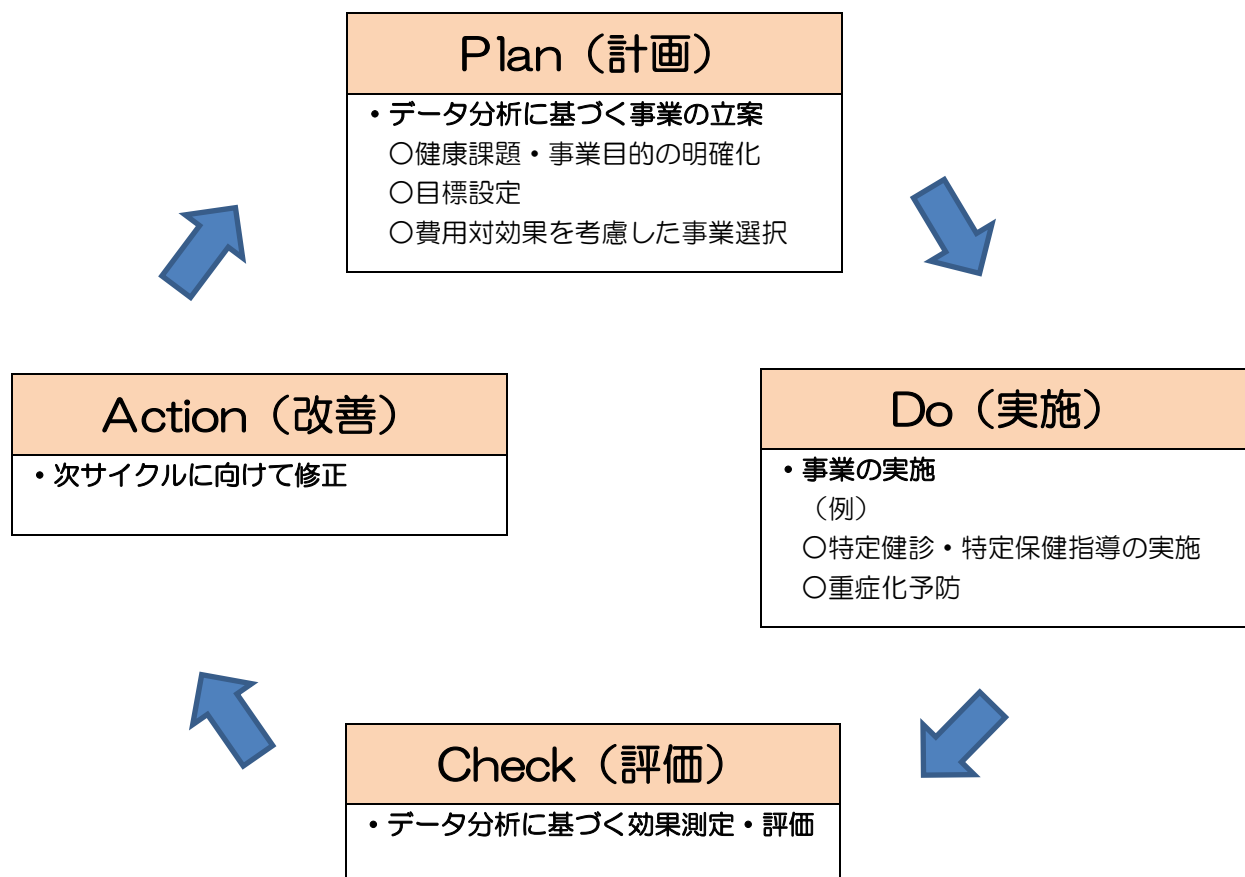 Plan（計画）
・データ分析に基づく事業の立案
○健康課題・事業目的の明確化
○目標設定
○費用対効果を考慮した事業選択
Do（実施）
・事業の実施
（例）
○特定健診・特定保健指導の実施
○重症化予防
Check（評価）
・データ分析に基づく効果測定・評価
Action（改善）
・次サイクルに向けて修正